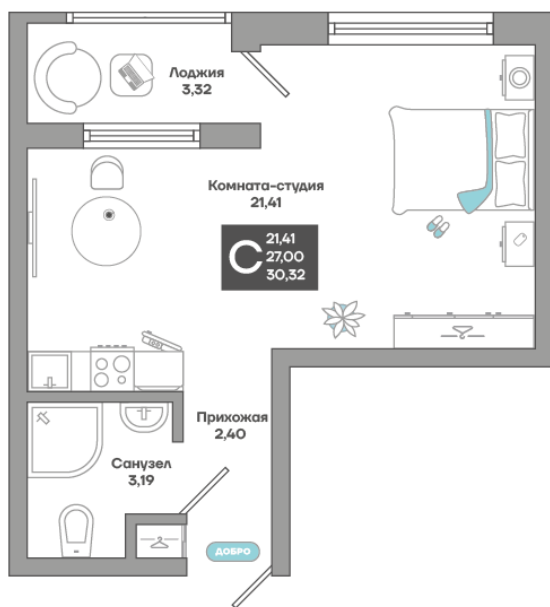 Лоджия
3,32
Комната-студия
21,41
С
21,41
27,00
30,32
Прихожая
2,40
Санузел
3,19
ДОБРО